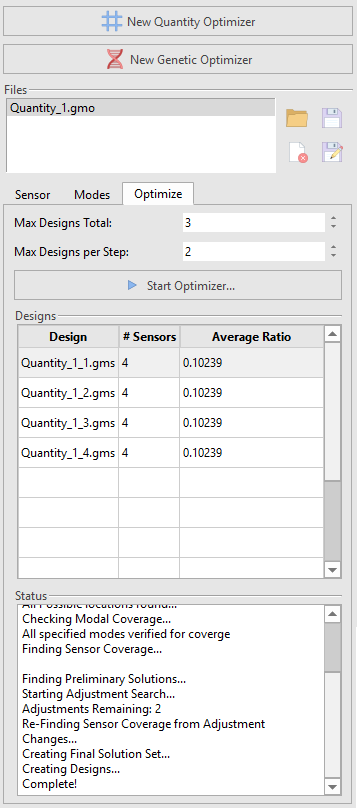 New Quantity Optimizer
New Genetic Optimizer
Files
Quantity_1.gmo
Sensor Modes Optimize
Max Designs Total: 3
Max Designs per Step: 2
Start Optimizer...
Designs
Design # Sensors Average Ratio
Quantity_1_1.gms 4 0.10239
Quantity_1_2.gms 4 0.10239
Quantity_1_3.gms 4 0.10239
Quantity_1_4.gms 4 0.10239
Status
All Possible locations found...
Checking Modal Coverage...
All specified modes verified for coverge
Finding Sensor Coverage...
Finding Preliminary Solutions...
Starting Adjustment Search...
Adjustments Remaining: 2
Re-Finding Sensor Coverage from Adjustment
Changes...
Creating Final Solution Set...
Creating Designs...
Complete!